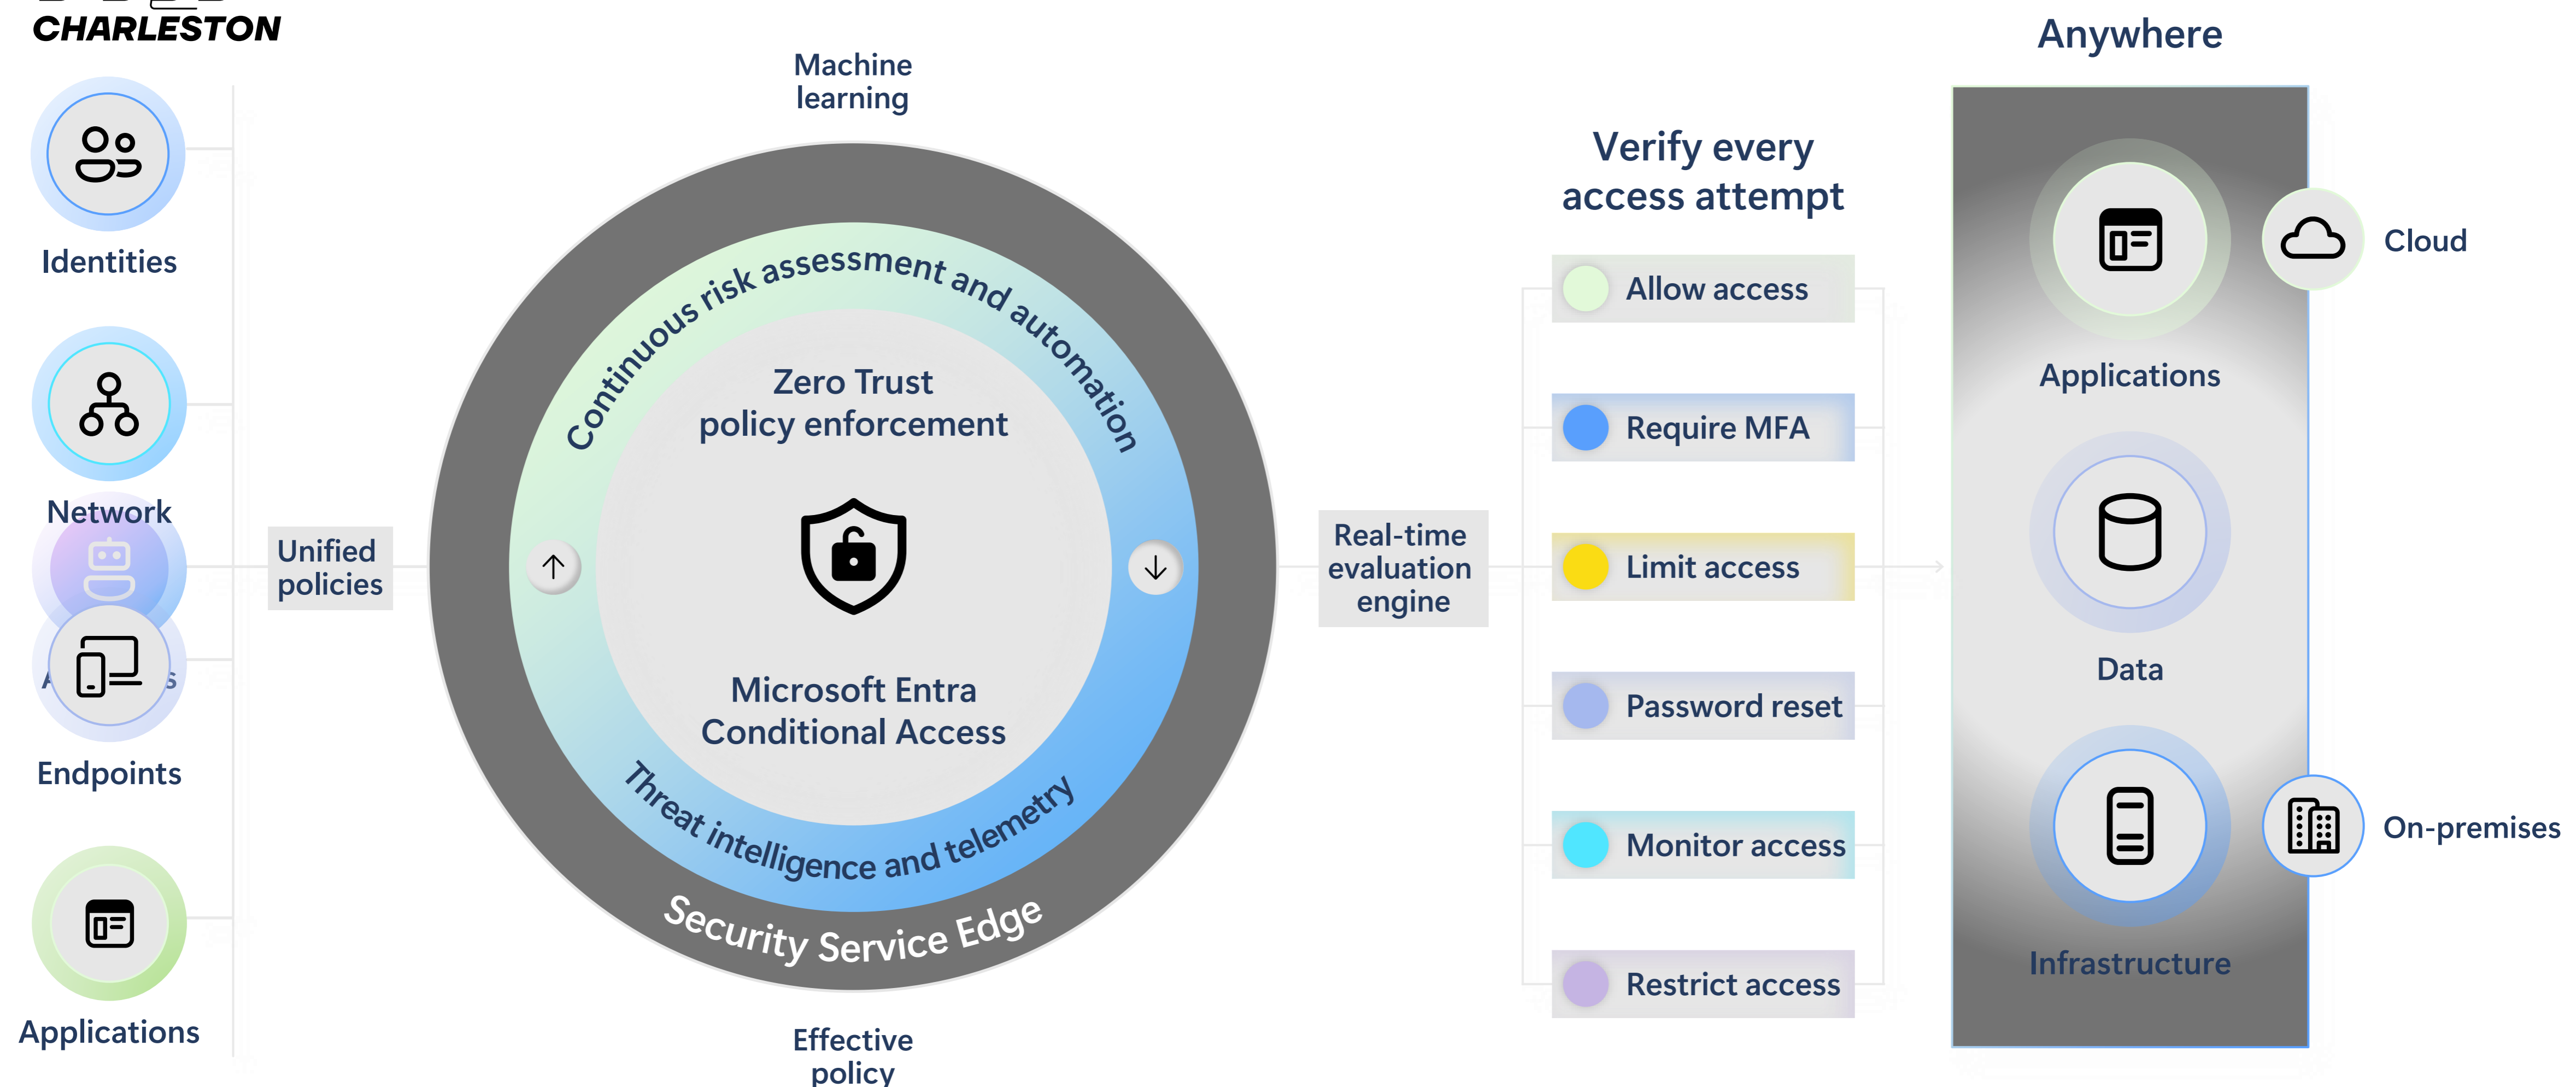 CHARLESTON
Identities
Network
Endpoints
Applications
Unified
policies
Machine
learning
Continuous risk assessment and automation
Zero Trust
policy enforcement
Microsoft Entra
Conditional Access
Threat intelligence and telemetry
Security Service Edge
Effective
policy
Real-time
evaluation
engine
Verify every
access attempt
Allow access
Require MFA
Limit access
Password reset
Monitor access
Restrict access
Anywhere
Applications
Data
Infrastructure
Cloud
On-premises